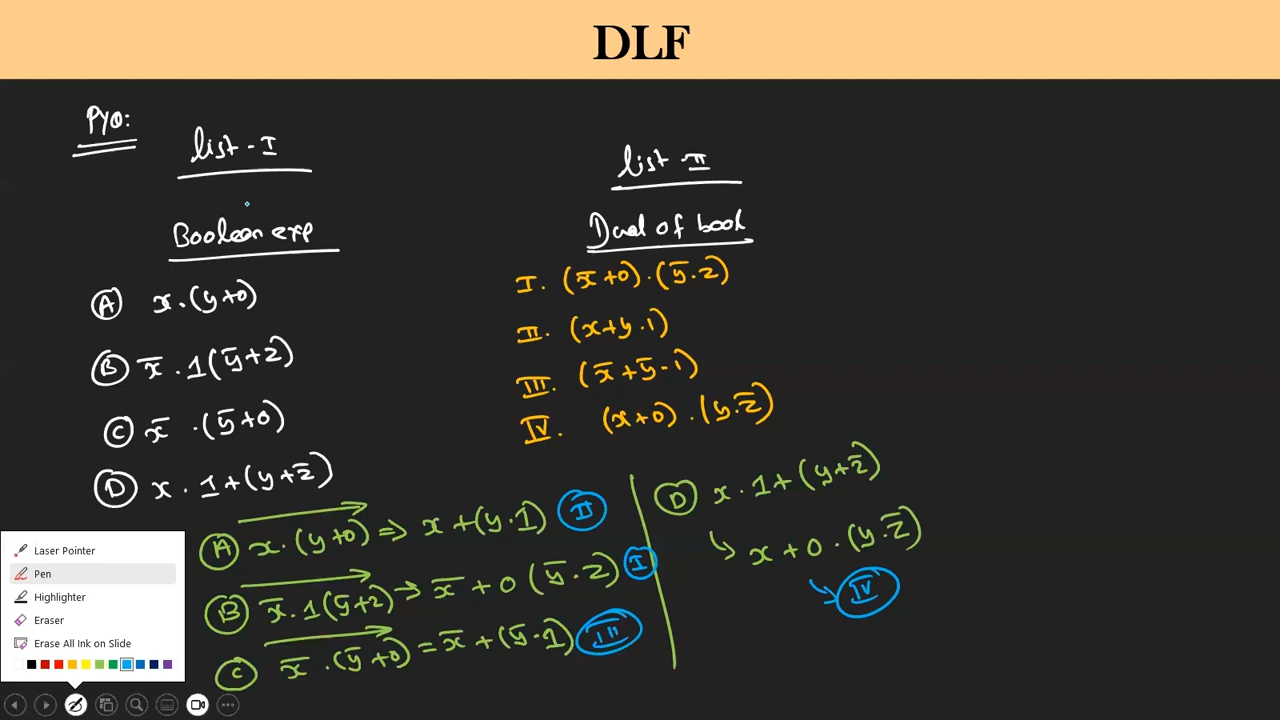 DLF
PYQ:
List - I
List - II
Boolean exp
Dual of bool
(A) x.(y+0)
(B) x̅ . 1(y̅+z)
(C) x̅ .(y̅+0)
(D) x . 1+(y+z̅)
I. (x̅+0).(y̅.z)
II. (x+y.1)
III. (x̅+y̅.1)
IV. (x+0).(y.z̅)
(A) x.(y+0) ⇒ x+(y.1) II
(B) x̅.1(y̅+z) → x̅+0(y̅.z) I
(C) x̅.(y̅+0) = x̅+(y̅.1) III
(D) x.1+(y+z̅)
↳ x+0.(y.z̅)
↳ IV
Laser Pointer
Pen
Highlighter
Eraser
Erase All Ink on Slide